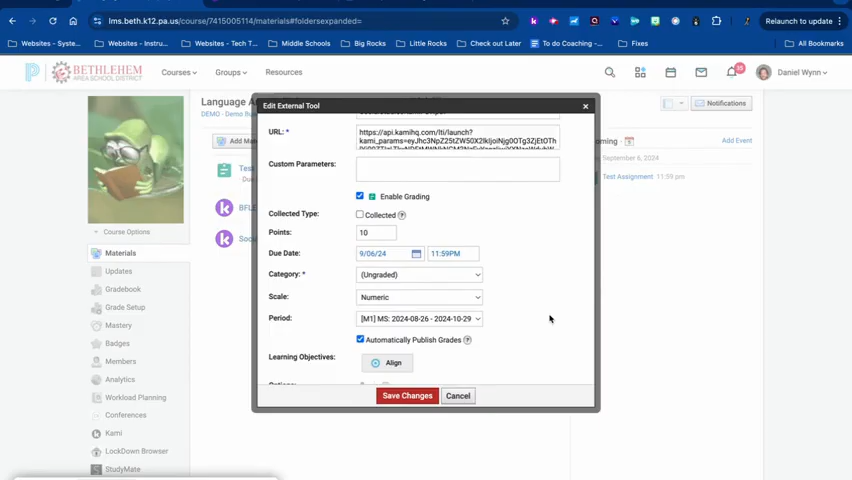 lms.beth.k12.pa.us/course/7415005114/materials#foldersexpanded=
Relaunch to update
Websites - Syste...
Websites - Instru...
Websites - Tech T...
Middle Schools
Big Rocks
Little Rocks
Check out Later
To do Coaching -...
Fixes
All Bookmarks
BETHLEHEM
AREA SCHOOL DISTRICT
Courses
Groups
Resources
Daniel Wynn
Language A
Edit External Tool
Notifications
Add Mate
URL: *
https://api.kamihq.com/lti/launch?
Custom Parameters:
Enable Grading
Collected Type:
Collected
Points:
10
Due Date:
9/06/24
11:59PM
Category: *
(Ungraded)
Scale:
Numeric
Period:
[M1] MS: 2024-08-26 - 2024-10-29
Automatically Publish Grades
Learning Objectives:
Align
Save Changes
Cancel
Test
BFLE
Socia
oming
Add Event
September 6, 2024
Test Assignment
11:59 pm
Course Options
Materials
Updates
Gradebook
Grade Setup
Mastery
Badges
Members
Analytics
Workload Planning
Conferences
Kami
LockDown Browser
StudyMate